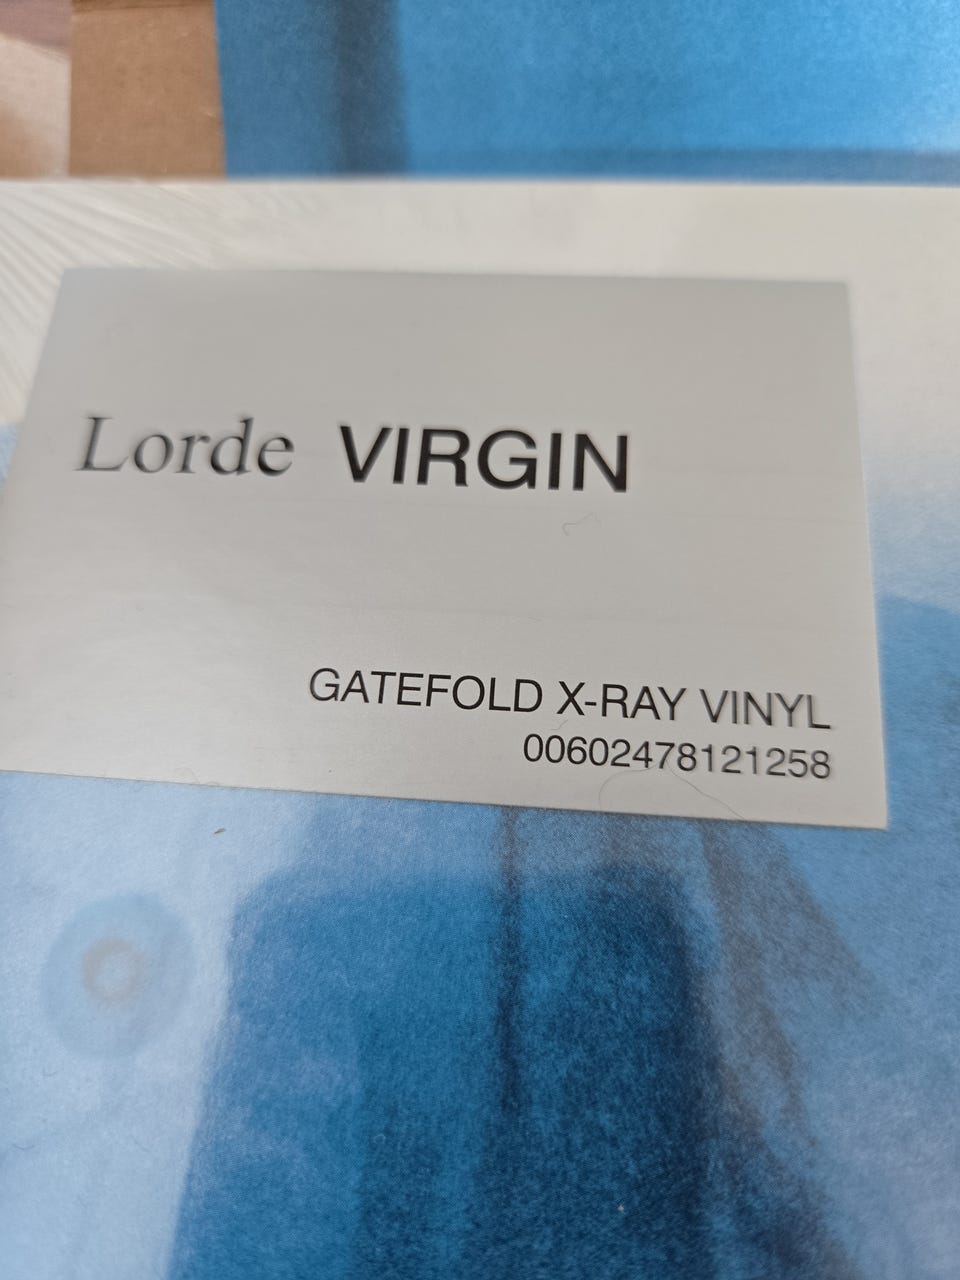 Lorde VIRGIN
GATEFOLD X-RAY VINYL
00602478121258